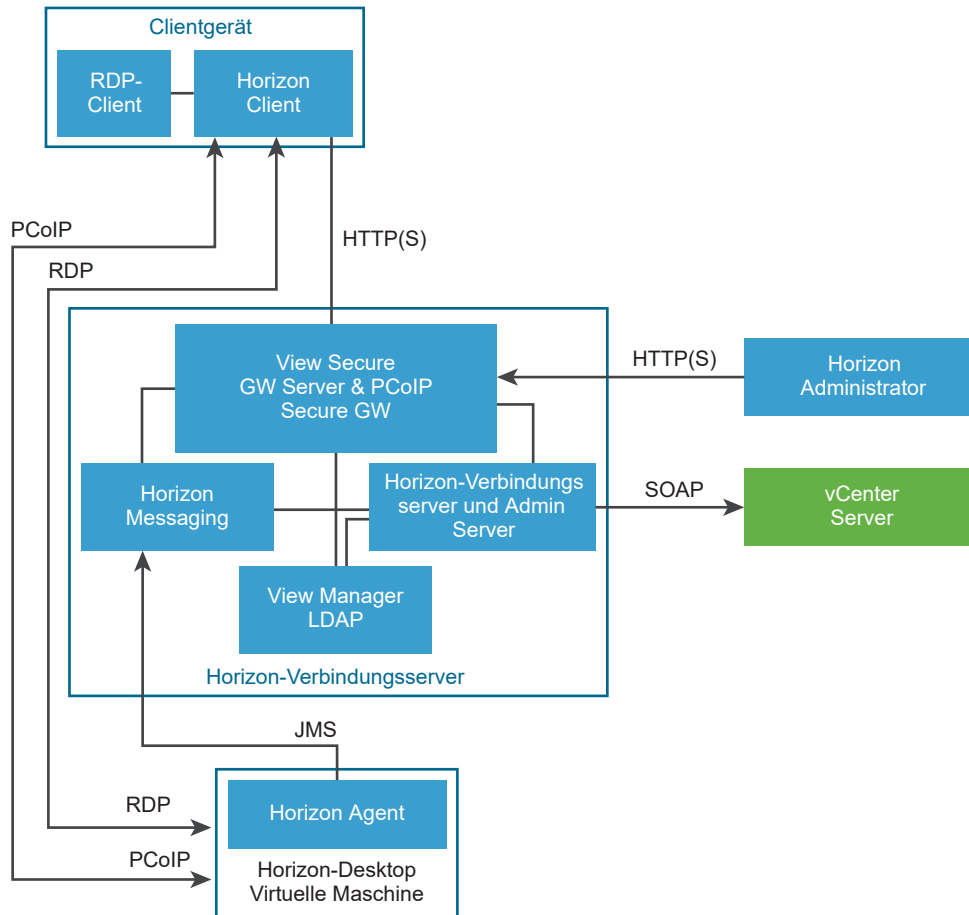 Clientgerät
RDP-
Client
Horizon
Client
PCoIP
RDP
HTTP(S)
View Secure
GW Server & PCoIP
Secure GW
HTTP(S)
Horizon
Administrator
Horizon
Messaging
Horizon-Verbindungs
server und Admin
Server
SOAP
vCenter
Server
View Manager
LDAP
Horizon-Verbindungsserver
JMS
RDP
Horizon Agent
PCoIP
Horizon-Desktop
Virtuelle Maschine